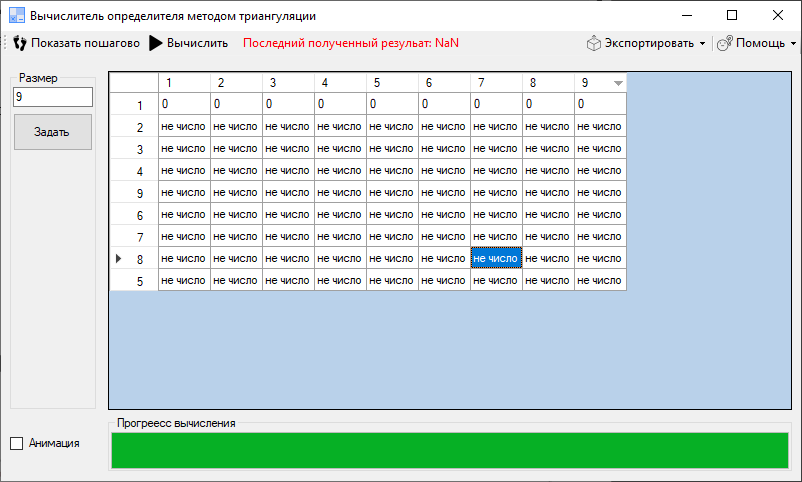 Вычислитель определителя методом триангуляции
Показать пошагово Вычислить Последний полученный резульат: NaN Экспортировать Помощь
Размер
9
Задать
1 2 3 4 5 6 7 8 9
1 0 0 0 0 0 0 0 0 0
2 не число не число не число не число не число не число не число не число не число
3 не число не число не число не число не число не число не число не число не число
4 не число не число не число не число не число не число не число не число не число
9 не число не число не число не число не число не число не число не число не число
6 не число не число не число не число не число не число не число не число не число
7 не число не число не число не число не число не число не число не число не число
8 не число не число не число не число не число не число не число не число не число
5 не число не число не число не число не число не число не число не число не число
Анимация
Прогреесс вычисления